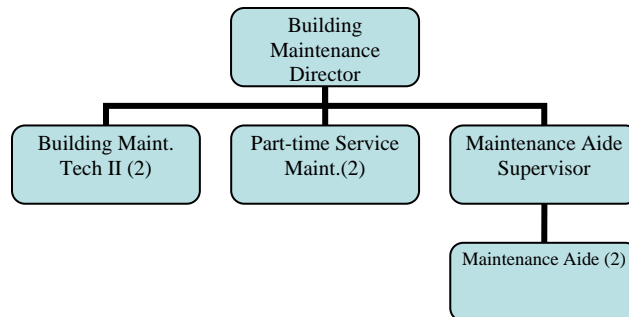 Building
Maintenance
Director
Building Maint.
Tech II (2)
Part-time Service
Maint.(2)
Maintenance Aide
Supervisor
Maintenance Aide (2)